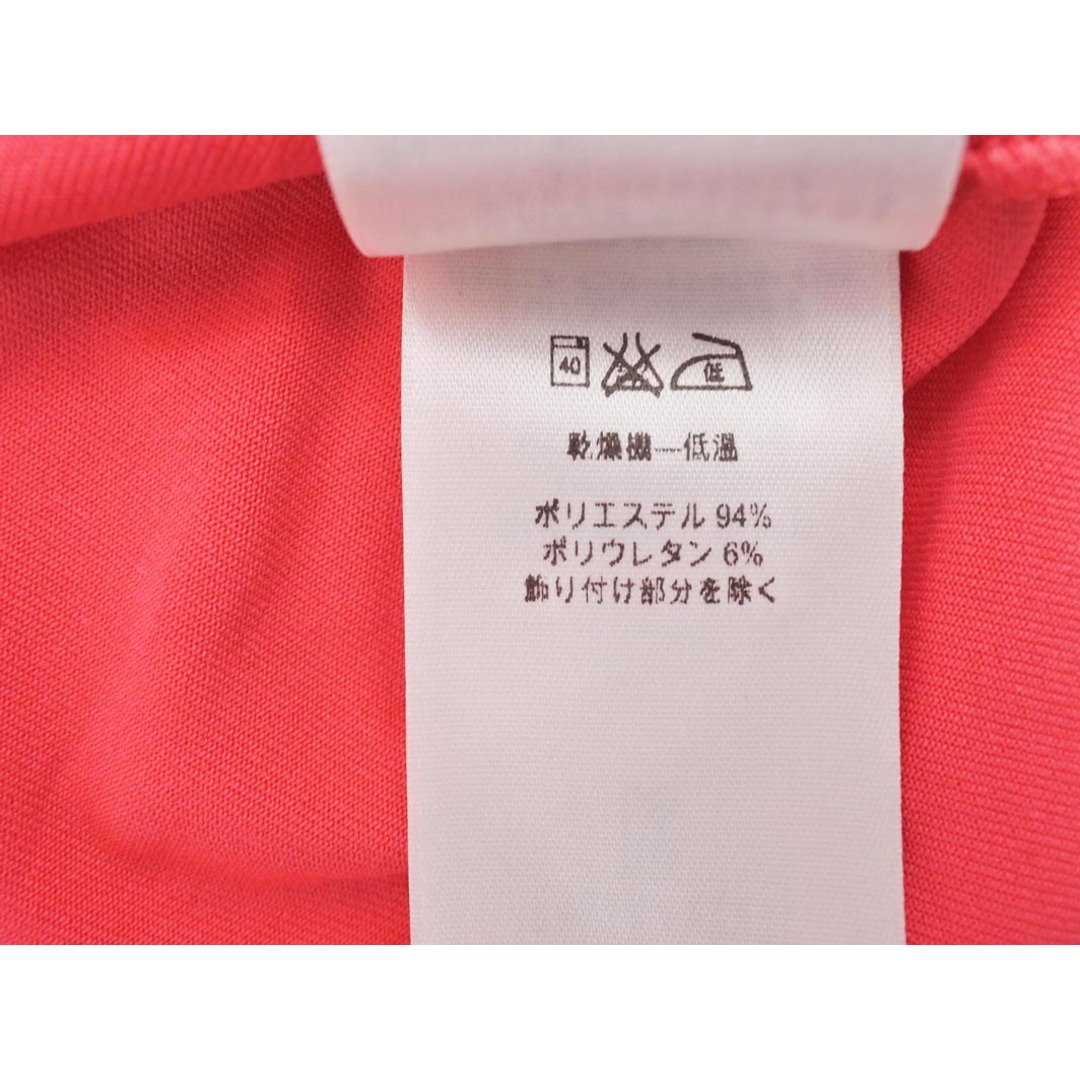 40 低
乾燥機—低温
ポリエステル 94%
ポリウレタン 6%
飾り付け部分を除く